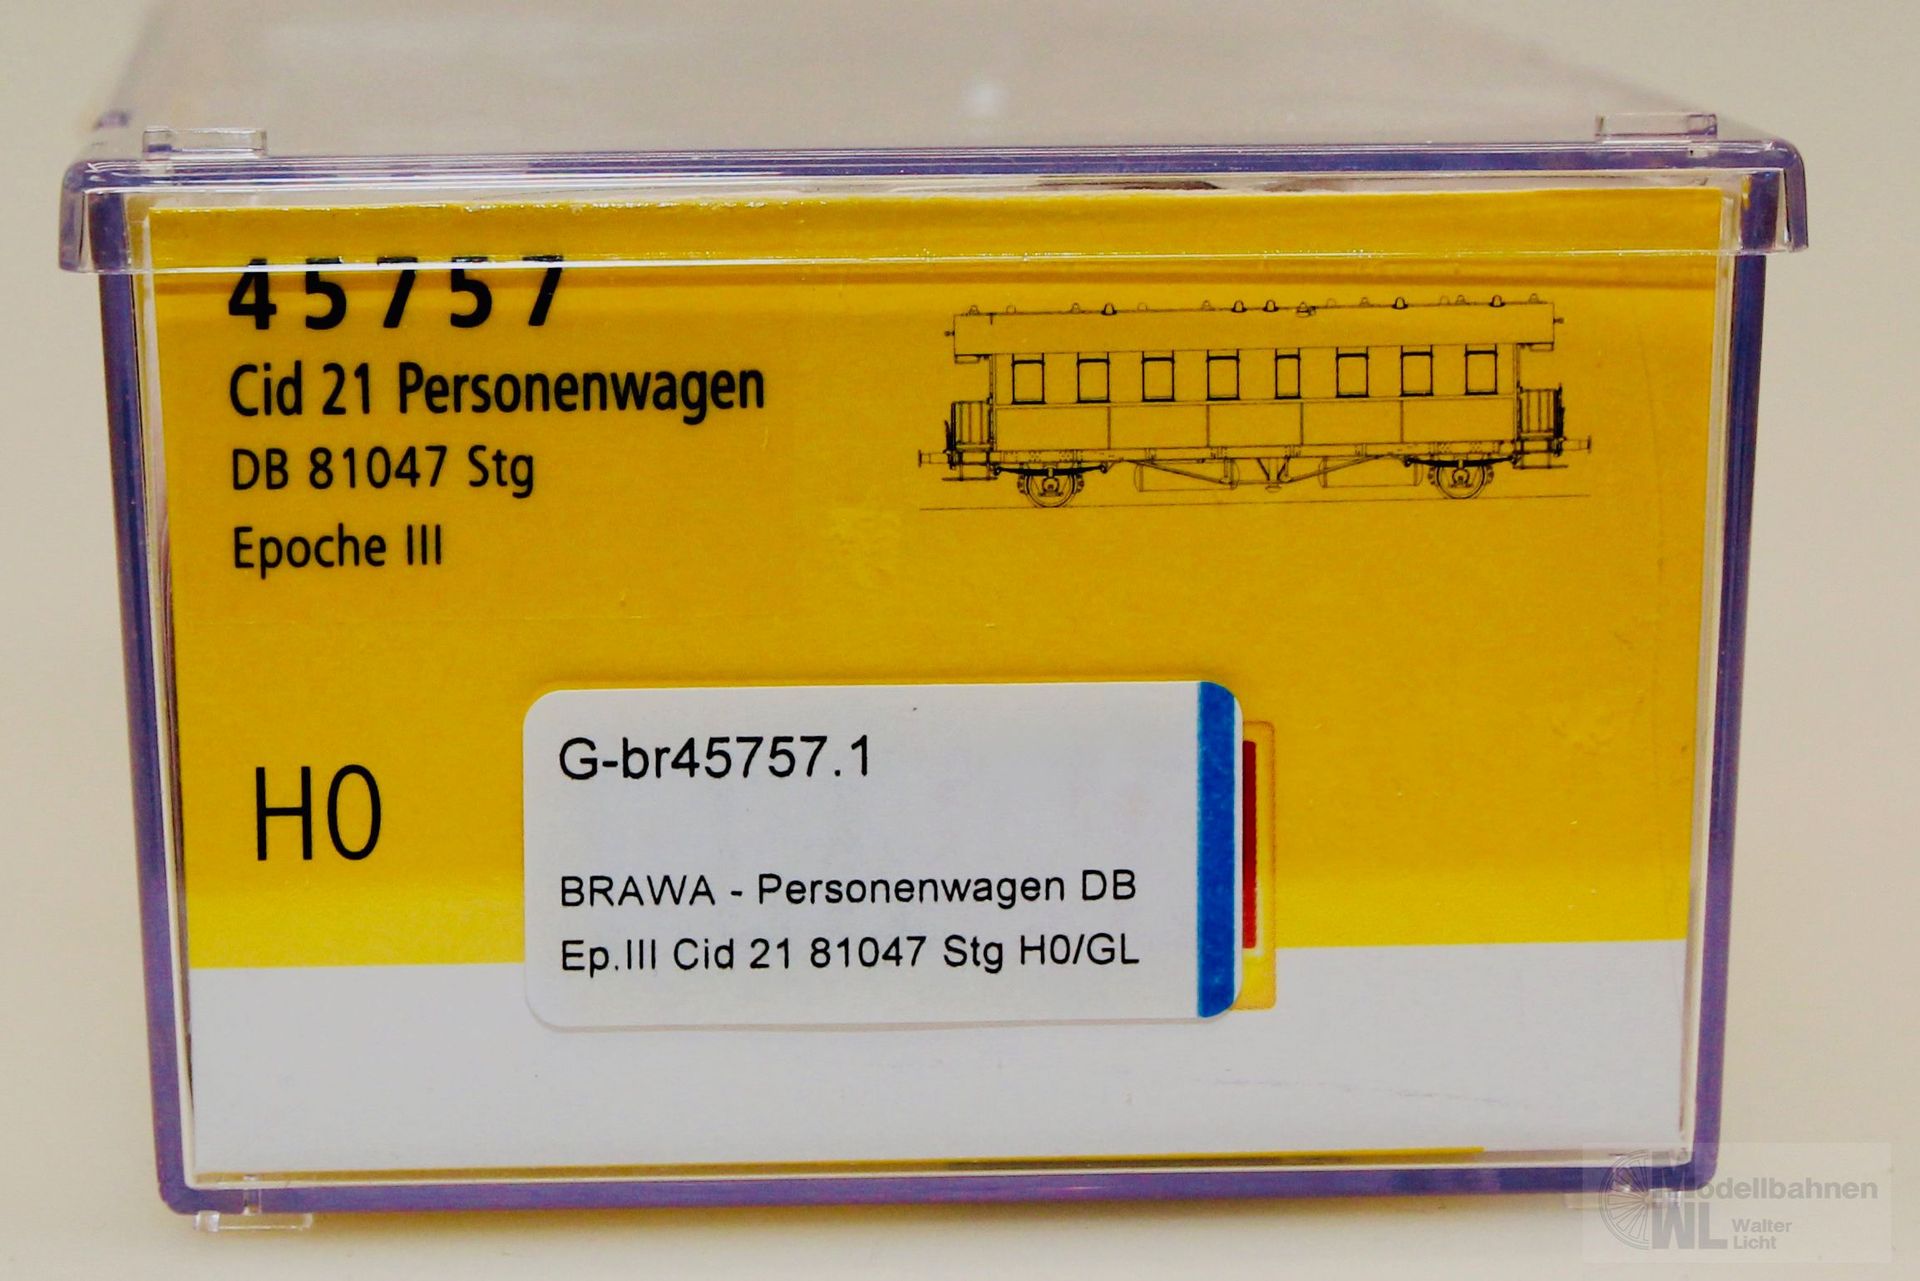 45757
Cid 21 Personenwagen
DB 81047 Stg
Epoche III
H0
G-br45757.1
BRAWA - Personenwagen DB
Ep.III Cid 21 81047 Stg H0/GL
Modellbahnen
WL Walter
Licht